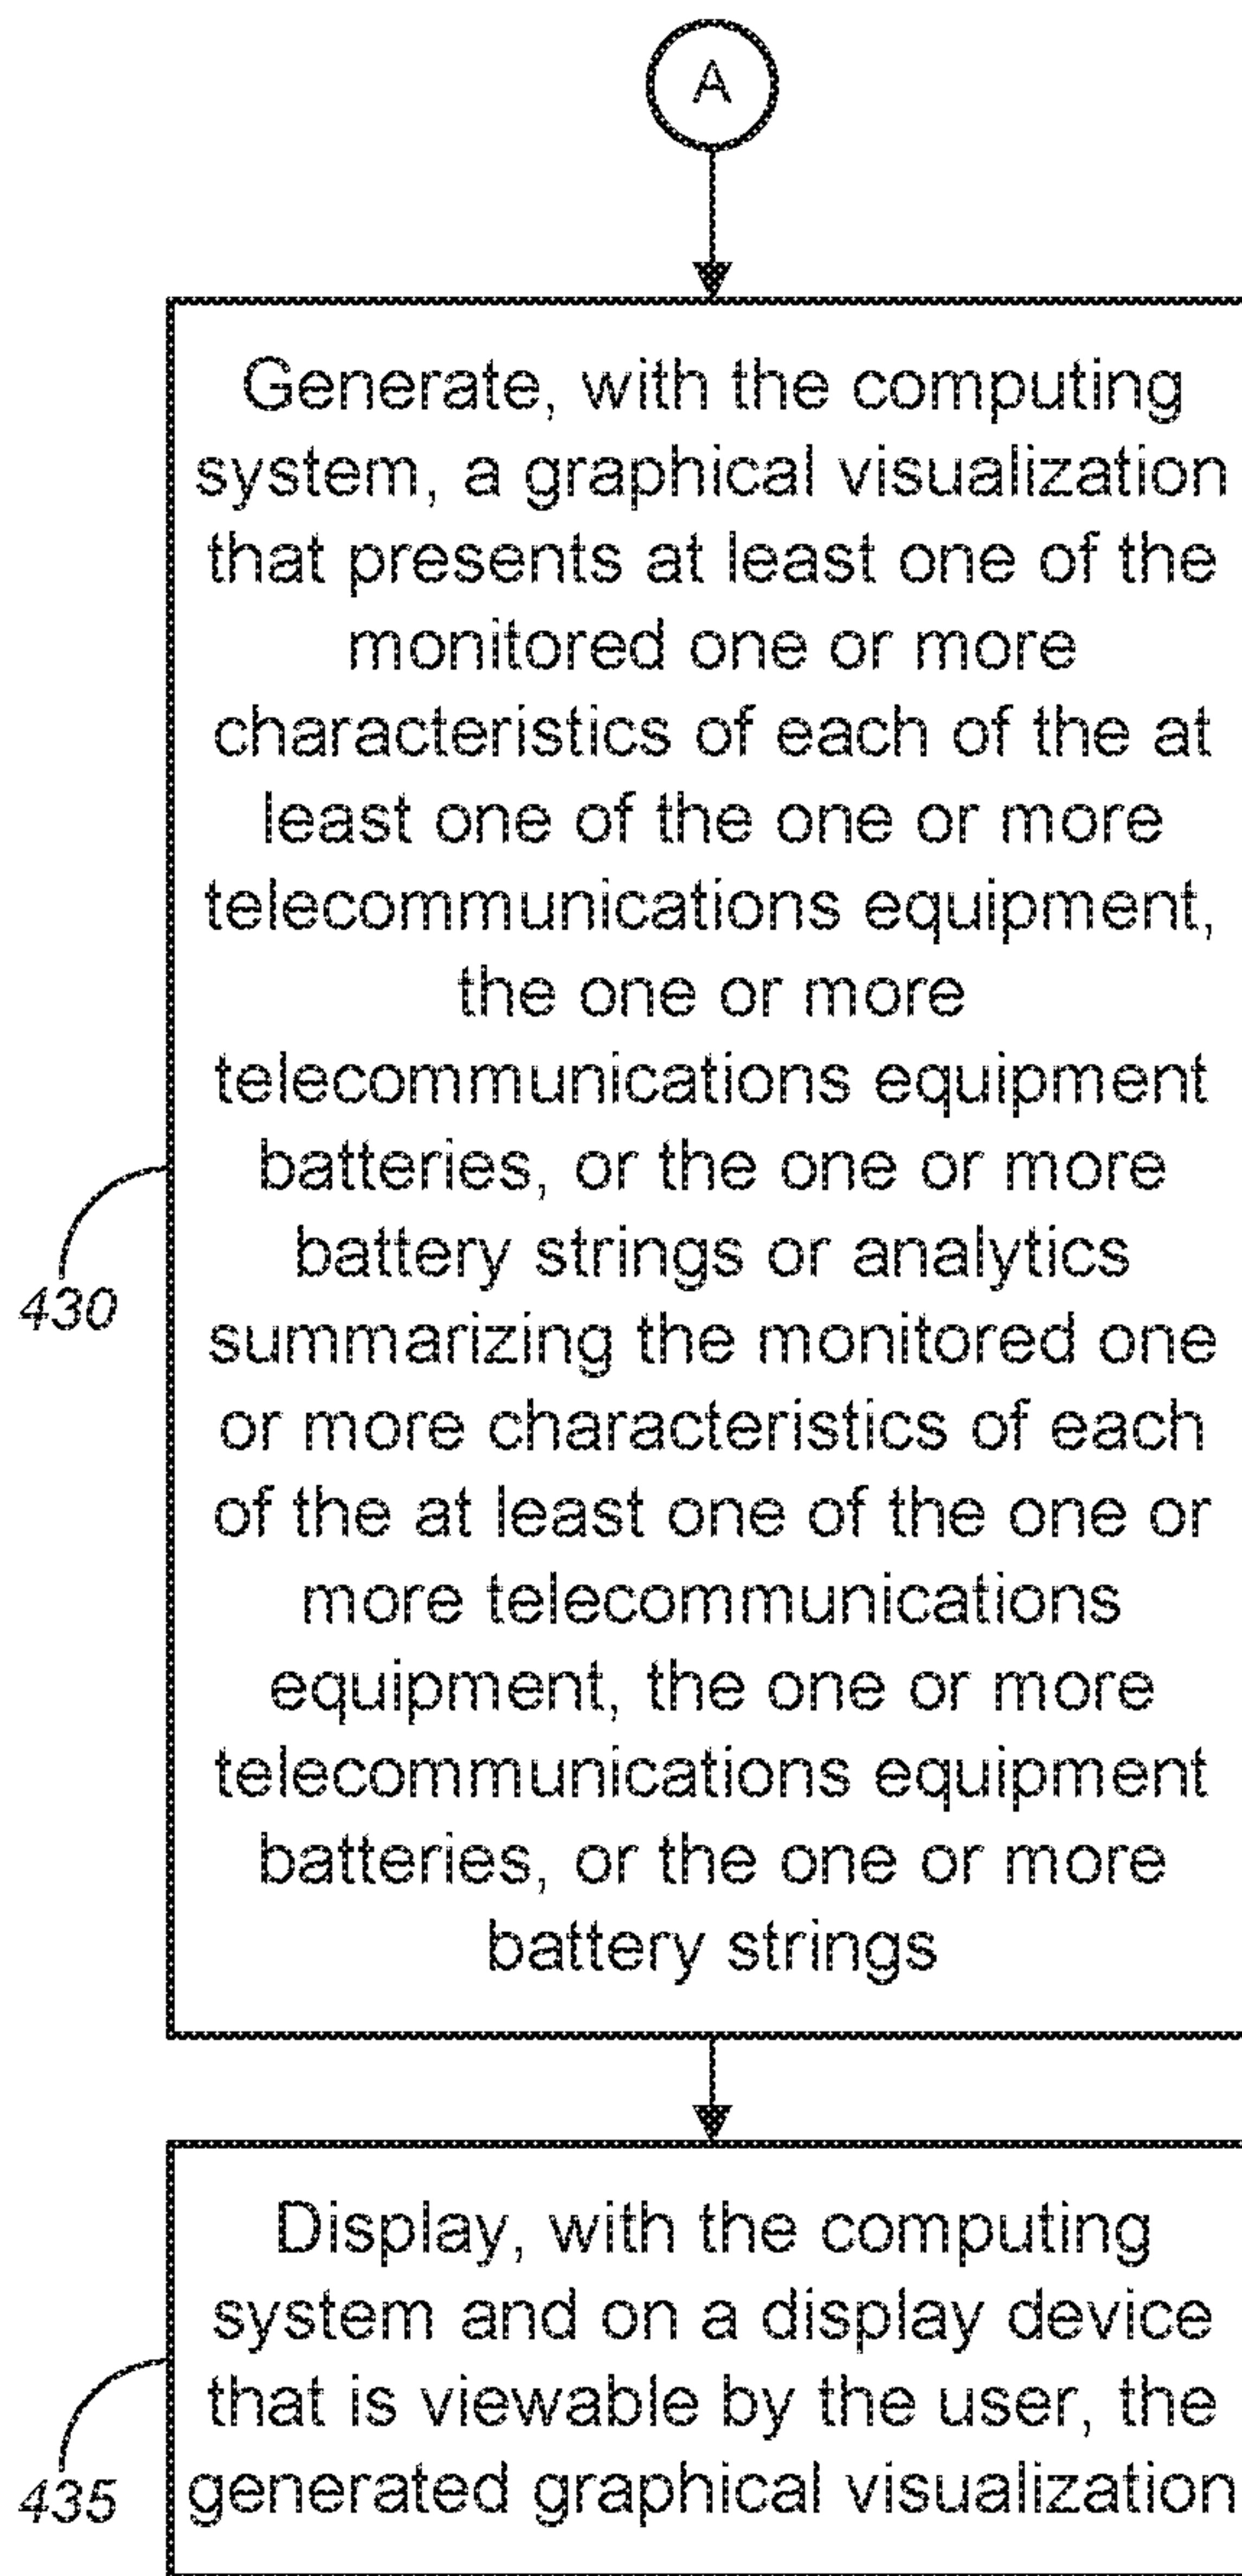 A
Generate, with the computing
system, a graphical visualization
that presents at least one of the
monitored one or more
characteristics of each of the at
least one of the one or more
telecommunications equipment,
the one or more
telecommunications equipment
batteries, or the one or more
battery strings or analytics
summarizing the monitored one
or more characteristics of each
of the at least one of the one or
more telecommunications
equipment, the one or more
telecommunications equipment
batteries, or the one or more
battery strings
430
Display, with the computing
system and on a display device
that is viewable by the user, the
generated graphical visualization
435